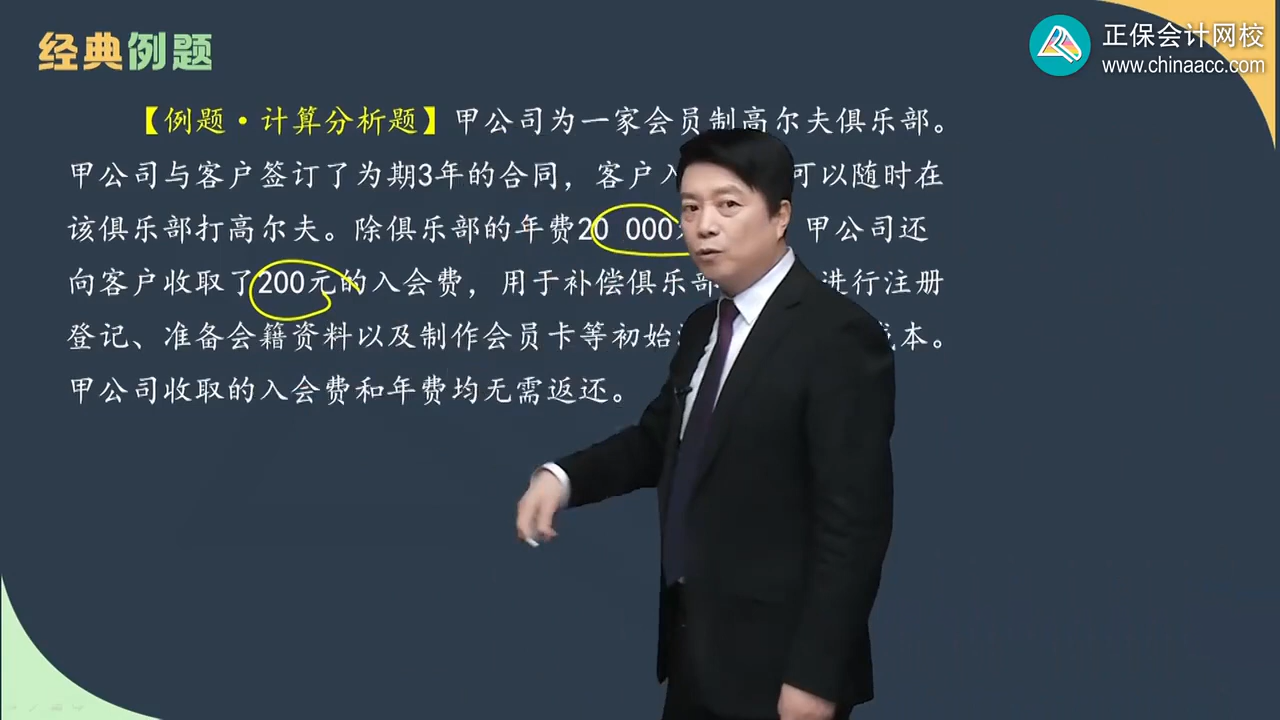 经典例题
正保会计网校
www.chinaacc.com
【例题·计算分析题】甲公司为一家会员制高尔夫俱乐部。
甲公司与客户签订了为期3年的合同，客户入 可以随时在
该俱乐部打高尔夫。除俱乐部的年费20 000 甲公司还
向客户收取了200元的入会费，用于补偿俱乐部 进行注册
登记、准备会籍资料以及制作会员卡等初始 成本。
甲公司收取的入会费和年费均无需返还。